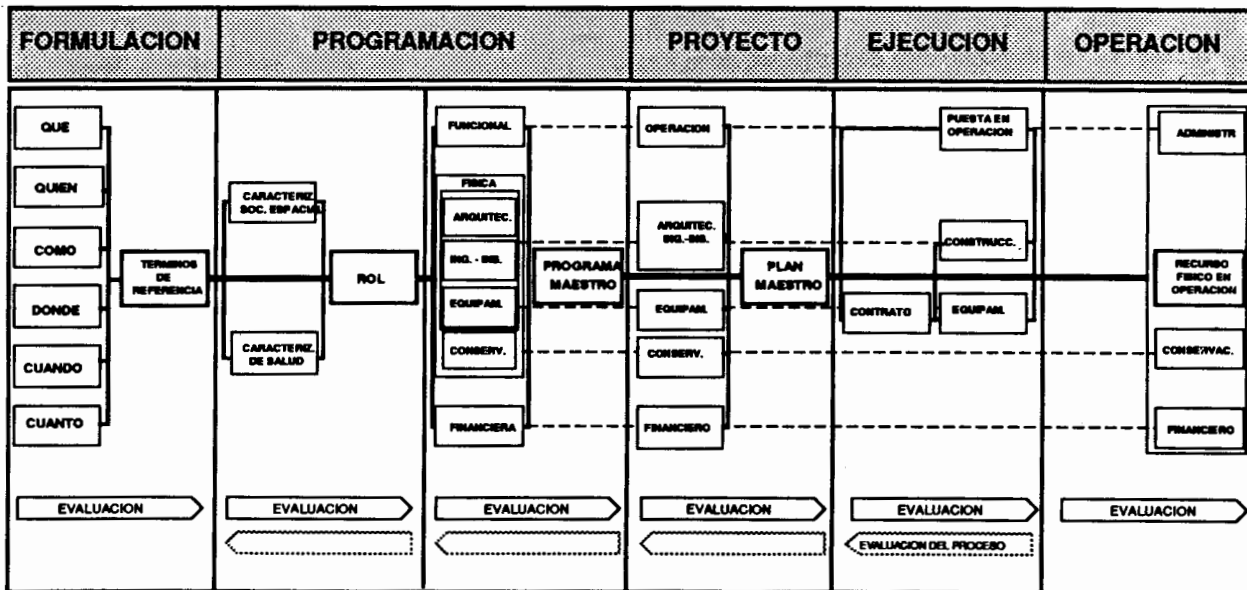 FORMULACION
PROGRAMACION
PROYECTO
EJECUCION
OPERACION
QUE
QUIEN
COMO
DONDE
CUANDO
CUANTO
TERMINOS
DE
REFERENCIA
EVALUACION
CARACTERIZ.
SOC. ESPACIAL
CARACTERIZ.
DE SALUD
ROL
EVALUACION
FUNCIONAL
FISICA
ARQUITEC.
ING. - INS.
EQUIPAM.
CONSERV.
FINANCIERA
PROGRAMA
MAESTRO
EVALUACION
OPERACION
ARQUITEC.
ING.-INS.
EQUIPAM.
CONSERV.
FINANCIERO
PLAN
MAESTRO
EVALUACION
PUESTA EN
OPERACION
CONSTRUCC.
CONTRATO
EQUIPAM.
EVALUACION
EVALUACION DEL PROCESO
ADMINISTR
RECURSO
FISICO EN
OPERACION
CONSERVAC.
FINANCIERO
EVALUACION